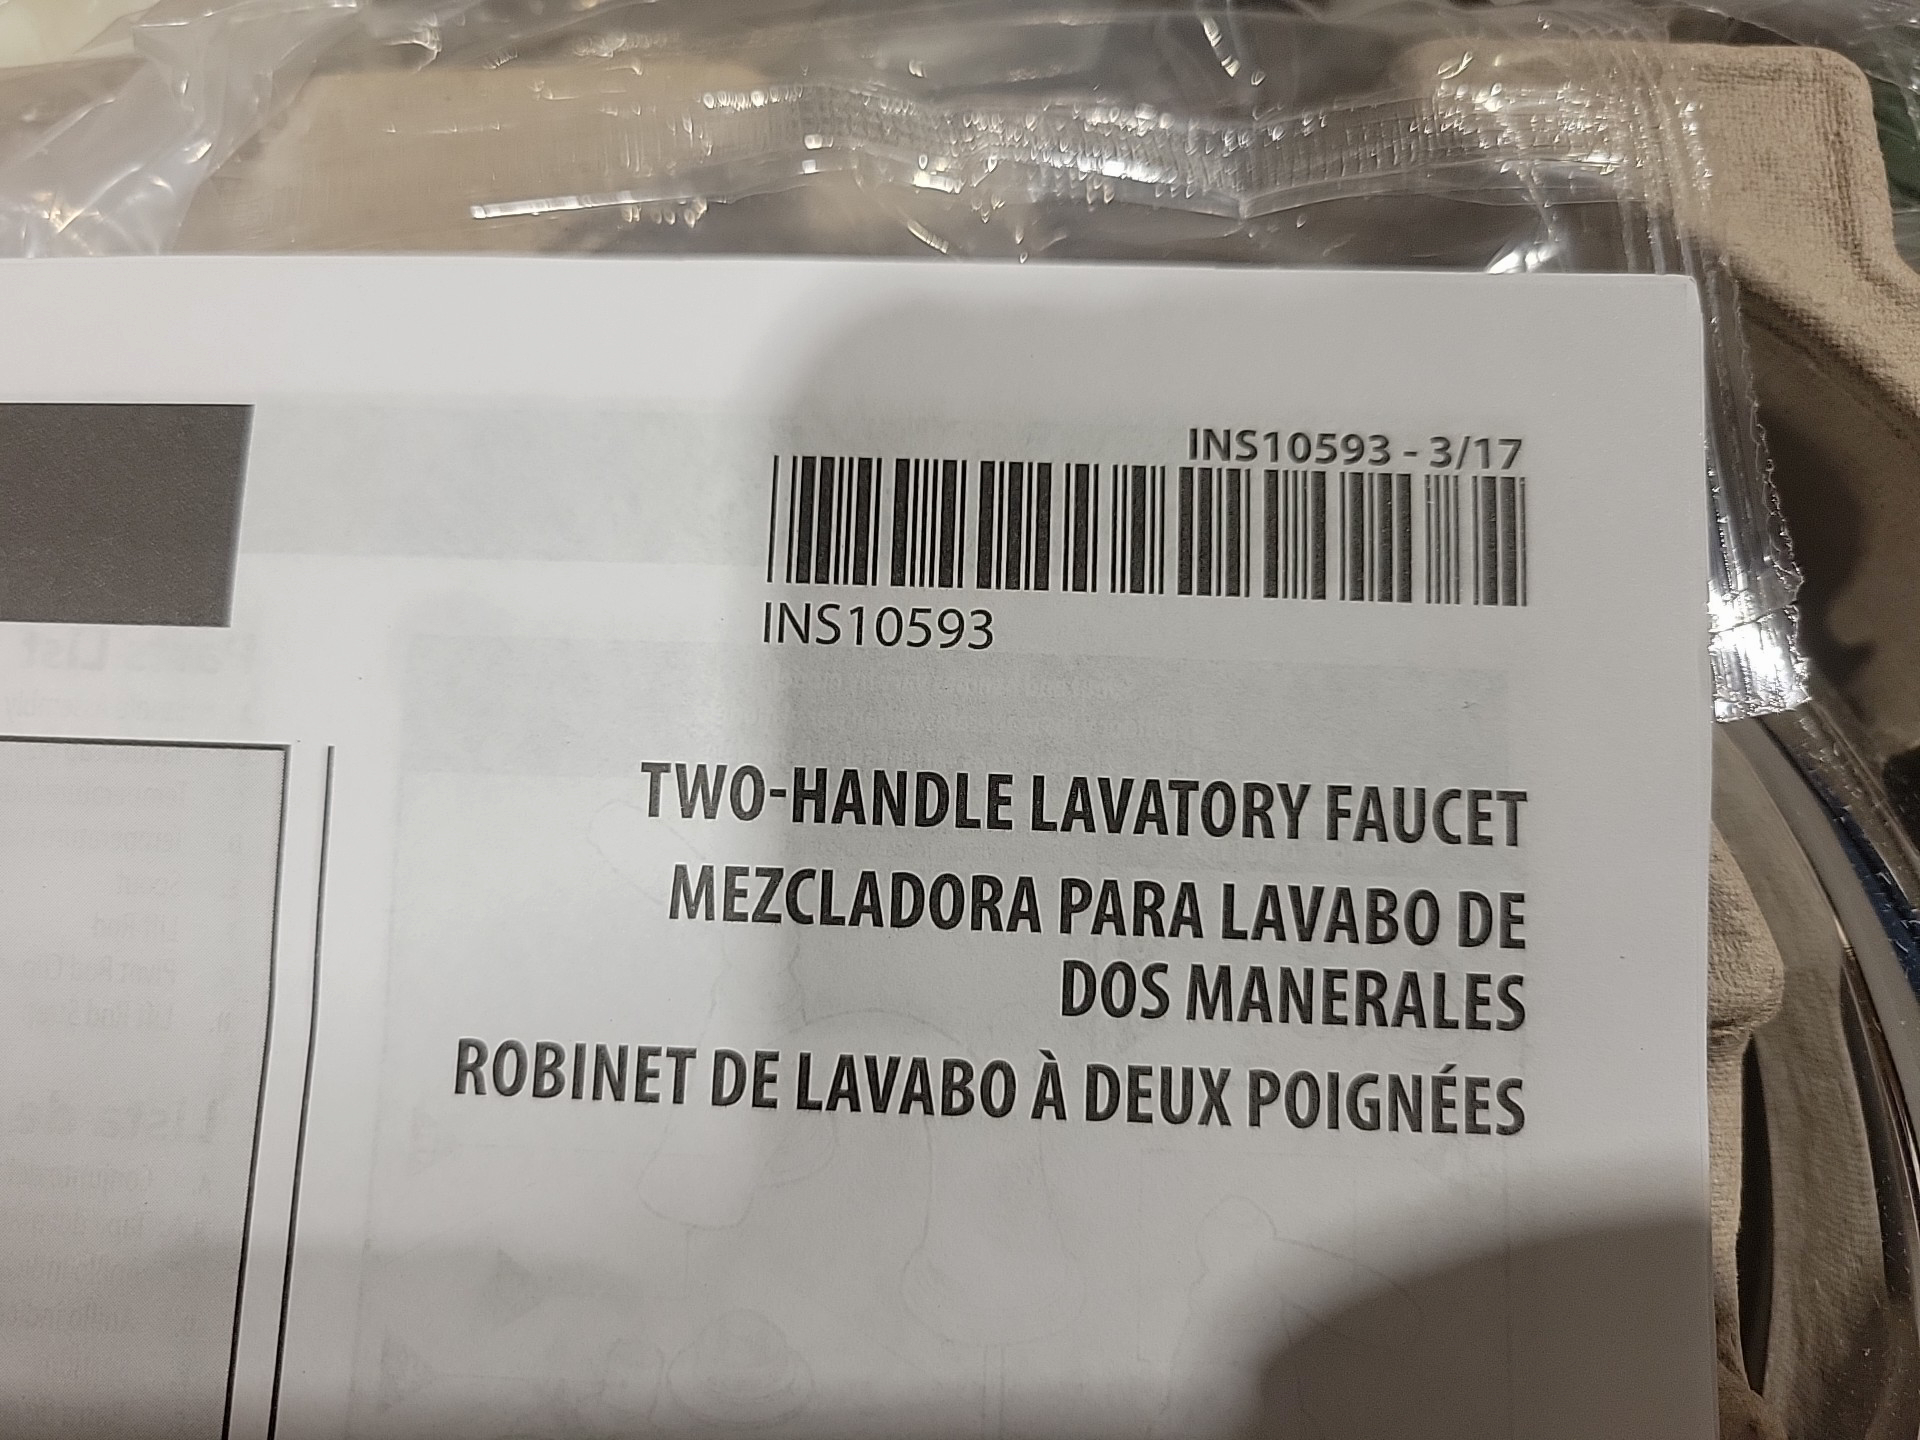 INS10593 - 3/17
INS10593
TWO-HANDLE LAVATORY FAUCET
MEZCLADORA PARA LAVABO DE
DOS MANERALES
ROBINET DE LAVABO À DEUX POIGNÉES